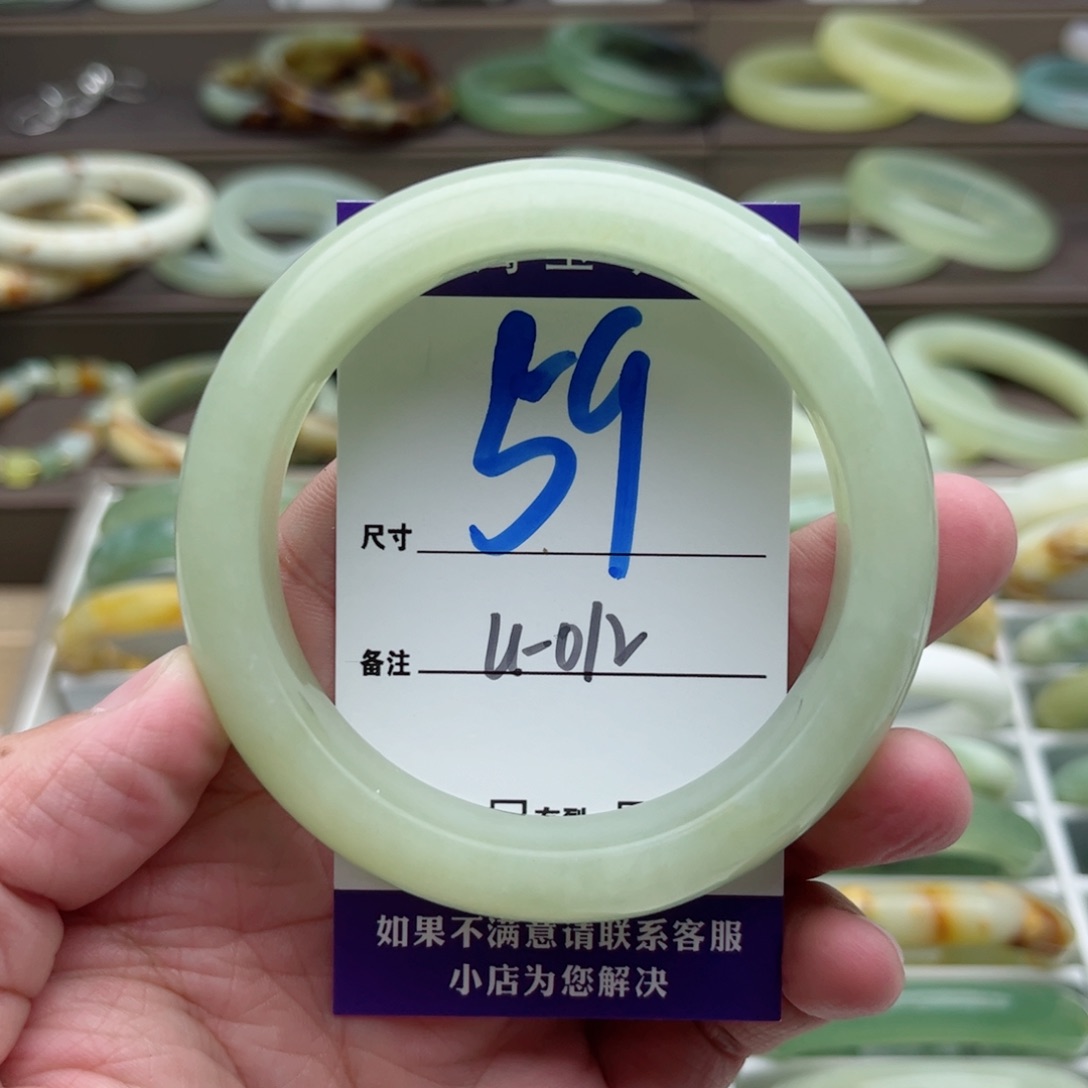 59
尺寸
备注 U-012
如果不满意请联系客服
小店为您解决